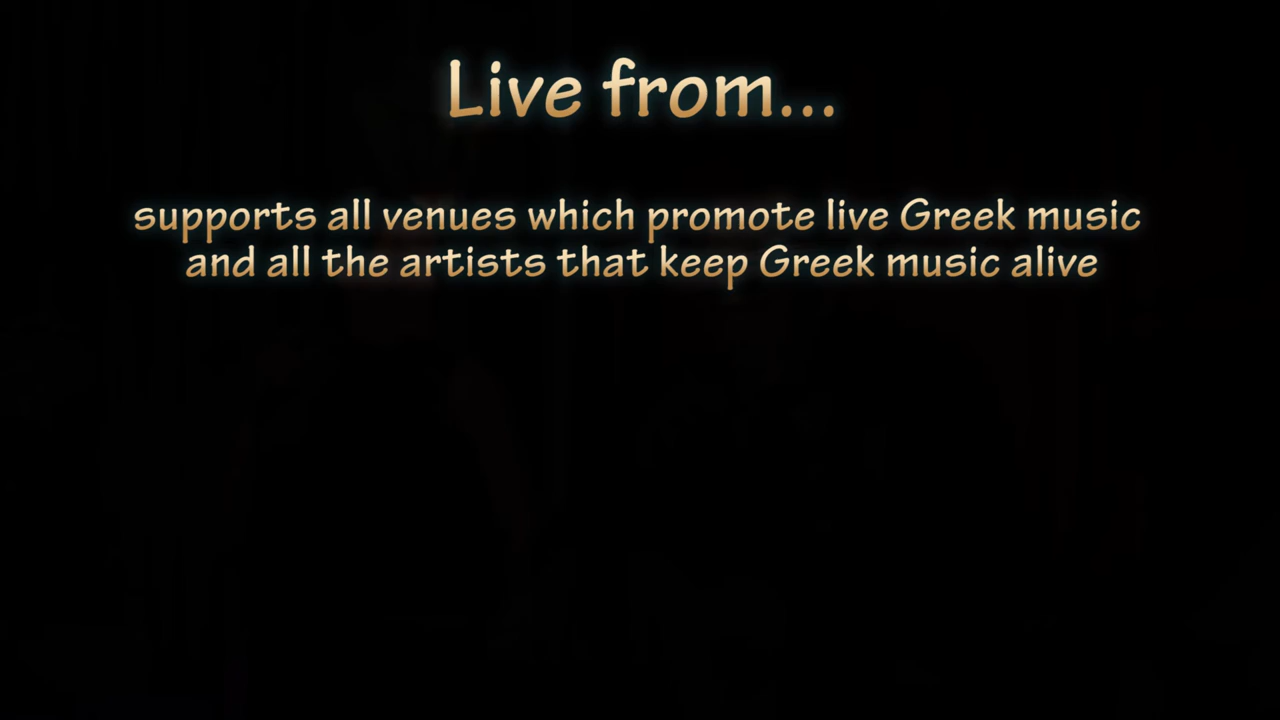 Live from...
supports all venues which promote live Greek music
and all the artists that keep Greek music alive